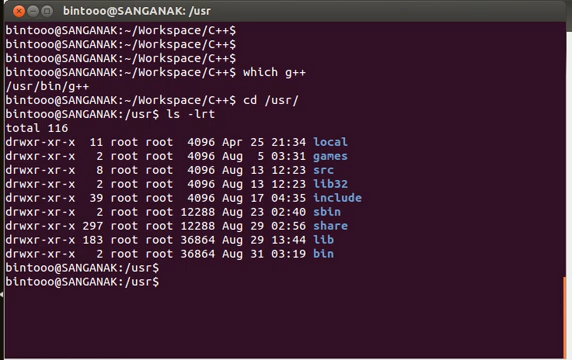 bintooo@SANGANAK: /usr
bintooo@SANGANAK:~/Workspace/C++$
bintooo@SANGANAK:~/Workspace/C++$
bintooo@SANGANAK:~/Workspace/C++$
bintooo@SANGANAK:~/Workspace/C++$ which g++
/usr/bin/g++
bintooo@SANGANAK:~/Workspace/C++$ cd /usr/
bintooo@SANGANAK:/usr$ ls -lrt
total 116
drwxr-xr-x  11 root root  4096 Apr 25 21:34 local
drwxr-xr-x   2 root root  4096 Aug  5 03:31 games
drwxr-xr-x   8 root root  4096 Aug 13 12:23 src
drwxr-xr-x   2 root root  4096 Aug 13 12:23 lib32
drwxr-xr-x  39 root root  4096 Aug 17 04:35 include
drwxr-xr-x   2 root root 12288 Aug 23 02:40 sbin
drwxr-xr-x 297 root root 12288 Aug 29 02:56 share
drwxr-xr-x 183 root root 36864 Aug 29 13:44 lib
drwxr-xr-x   2 root root 36864 Aug 31 03:19 bin
bintooo@SANGANAK:/usr$
bintooo@SANGANAK:/usr$